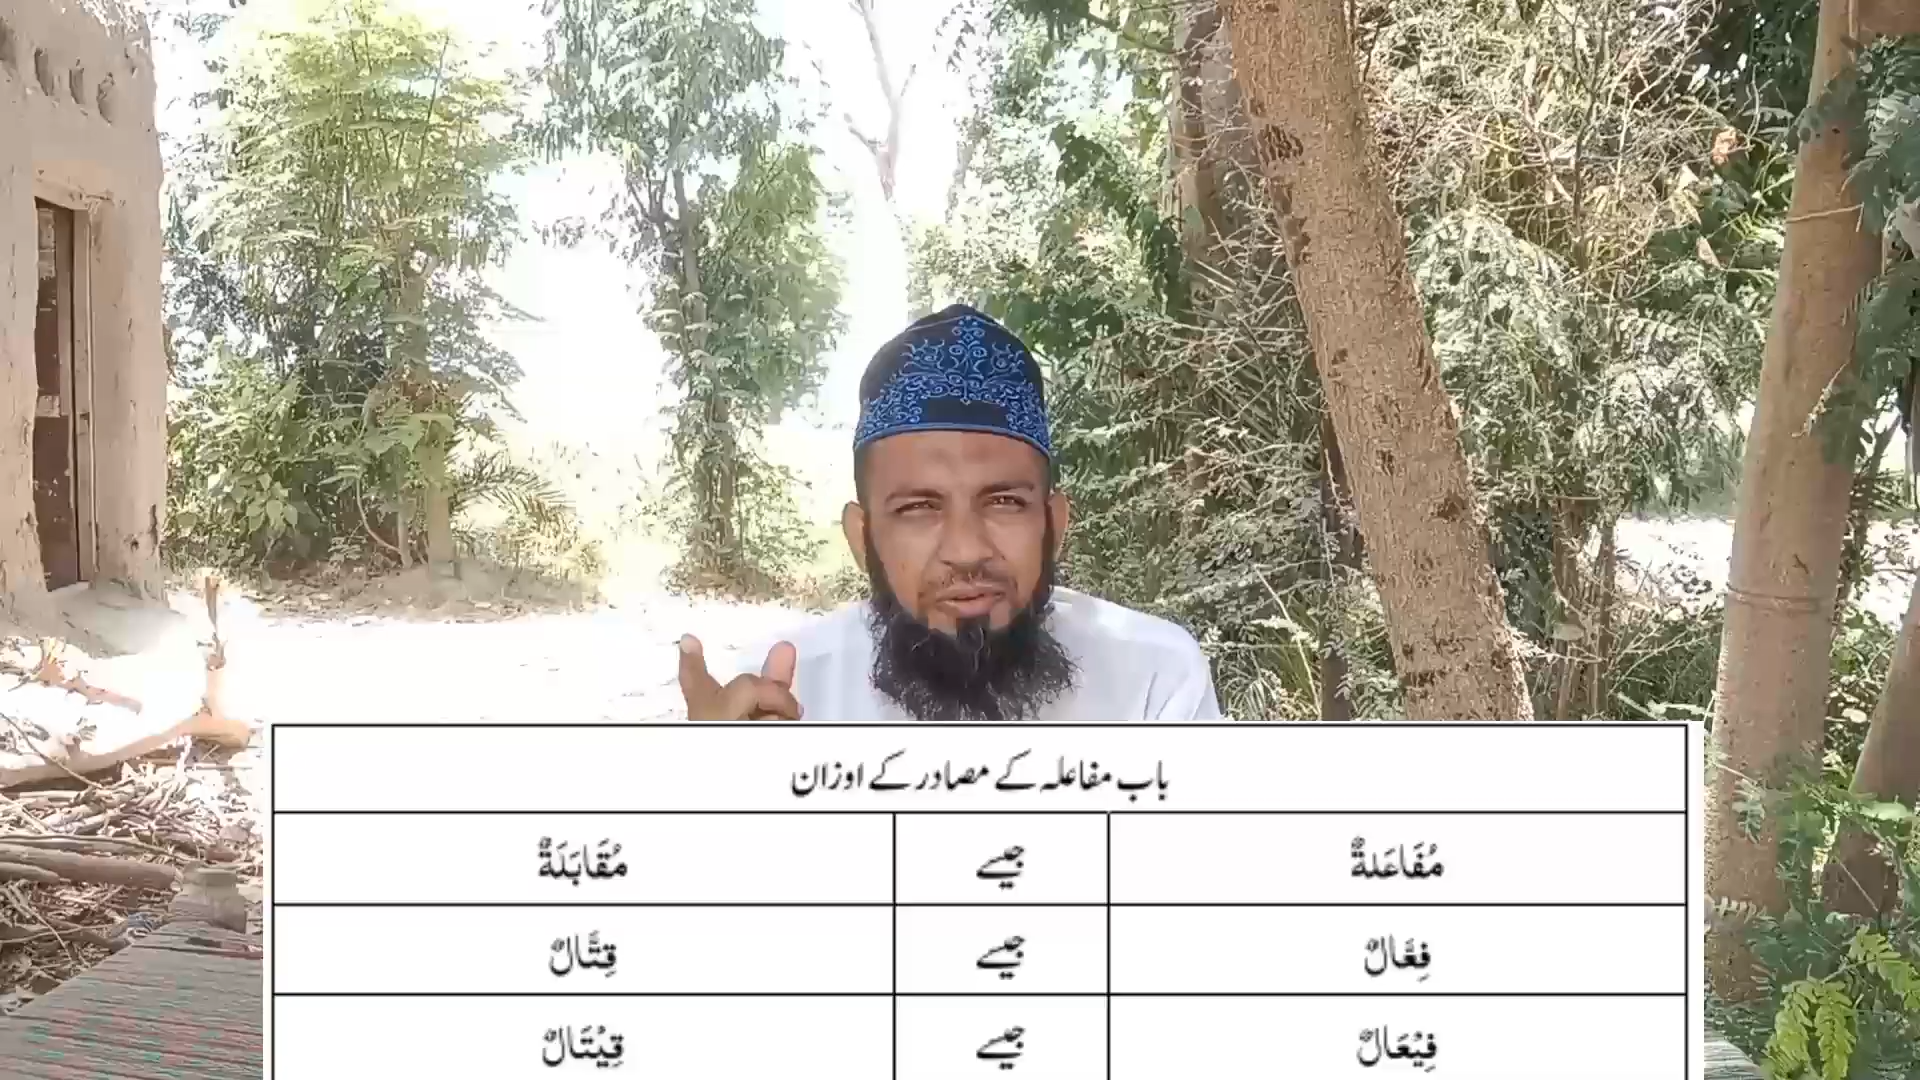 باب مفاعلہ کے مصادر کے اوزان
مُفَاعَلَةٌ جیسے مُقَابَلَةٌ
فِعَّالٌ جیسے قِتَّالٌ
فِيْعَالٌ جیسے قِيْتَالٌ